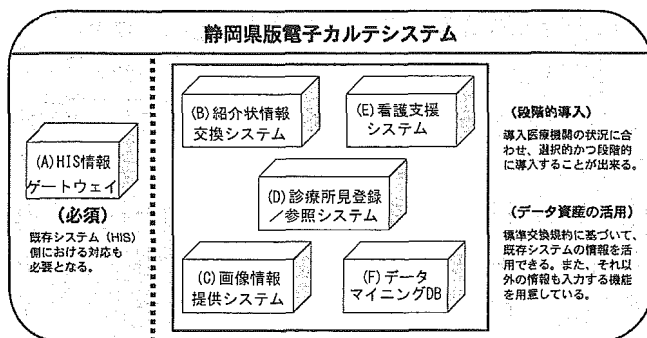 静岡県版電子カルテシステム
(A)HIS情報
ゲートウェイ
(必須)
既存システム(HIS)
側における対応も
必要となる。
(B)紹介状情報
交換システム
(E)看護支援
システム
(D)診療所見登録
/参照システム
(C)画像情報
提供システム
(F)データ
マイニングDB
(段階的導入)
導入医療機関の状況に合
わせ、選択的かつ段階的
に導入することが出来る。
(データ資産の活用)
標準交換規約に基づいて、
既存システムの情報を活
用できる。また、それ以
外の情報も入力する機能
を用意している。